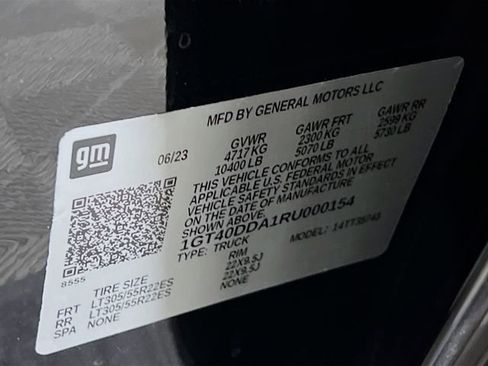 MFD BY GENERAL MOTORS LLC
gm
06/23 GVWR GAWR FRT GAWR RR
4717 KG 2300 KG 2599 KG
10400 LB 5070 LB 5730 LB
THIS VEHICLE CONFORMS TO ALL
APPLICABLE U.S. FEDERAL MOTOR
VEHICLE SAFETY STANDARDS IN EFFECT
ON THE DATE OF MANUFACTURE
SHOWN ABOVE.
1GT40DDA1RU000154
TYPE: TRUCK MODEL:
8555
TIRE SIZE RIM
FRT LT305/55R22ES 22X9.5J
RR LT305/55R22ES 22X9.5J
SPA NONE NONE